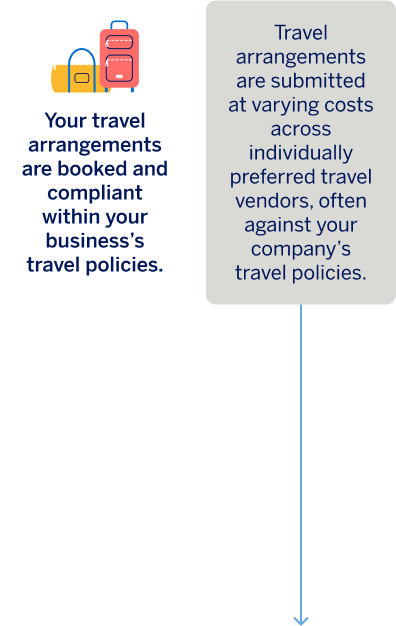 Your travel
arrangements
are booked and
compliant
within your
business’s
travel policies.
Travel
arrangements
are submitted
at varying costs
across
individually
preferred travel
vendors, often
against your
company’s
travel policies.